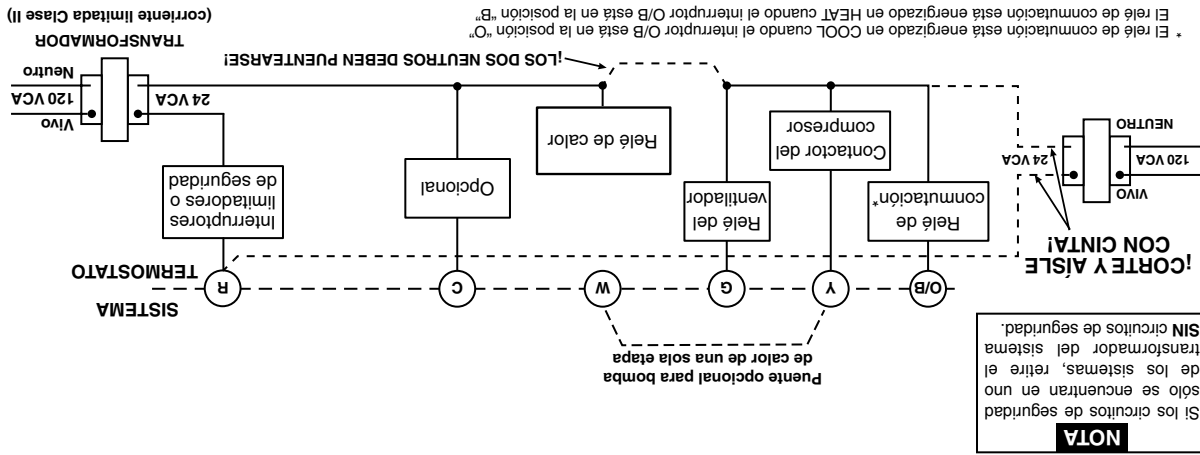 NOTA
Si los circuitos de seguridad
sólo se encuentran en uno
de los sistemas, retire el
transformador del sistema
SIN circuitos de seguridad.
Puente opcional para bomba
de calor de una sola etapa
SISTEMA
TERMOSTATO
R
C
W
G
Y
O/B
¡CORTE Y AÍSLE
CON CINTA!
VIVO
120 VCA
NEUTRO
24 VCA
Relé de
conmutación*
Contactor del
compresor
Relé del
ventilador
Relé de calor
Opcional
Interruptores
limitadores o
de seguridad
24 VCA
Vivo
120 VCA
Neutro
TRANSFORMADOR
(corriente limitada Clase II)
¡LOS DOS NEUTROS DEBEN PUENTEARSE!
* El relé de conmutación está energizado en COOL cuando el interruptor O/B está en la posición "O"
El relé de conmutación está energizado en HEAT cuando el interruptor O/B está en la posición "B"